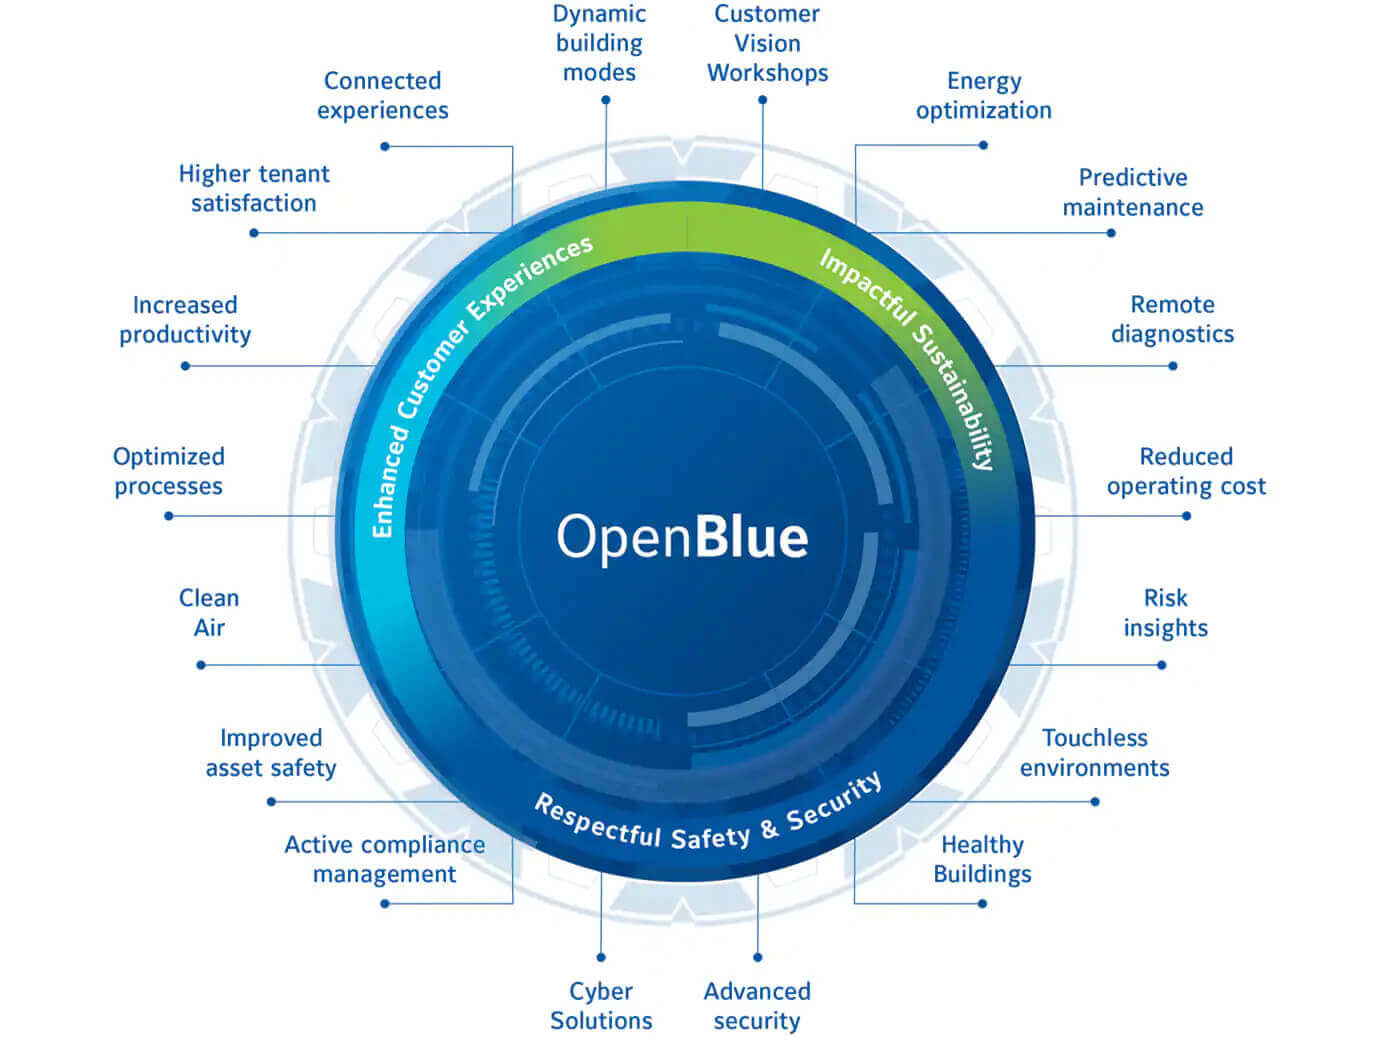 Dynamic
building
modes
Customer
Vision
Workshops
Connected
experiences
Energy
optimization
Higher tenant
satisfaction
Predictive
maintenance
Enhanced Customer Experiences
Impactful Sustainability
Increased
productivity
Remote
diagnostics
Optimized
processes
Reduced
operating cost
OpenBlue
Clean
Air
Risk
insights
Improved
asset safety
Touchless
environments
Respectful Safety & Security
Active compliance
management
Healthy
Buildings
Cyber
Solutions
Advanced
security